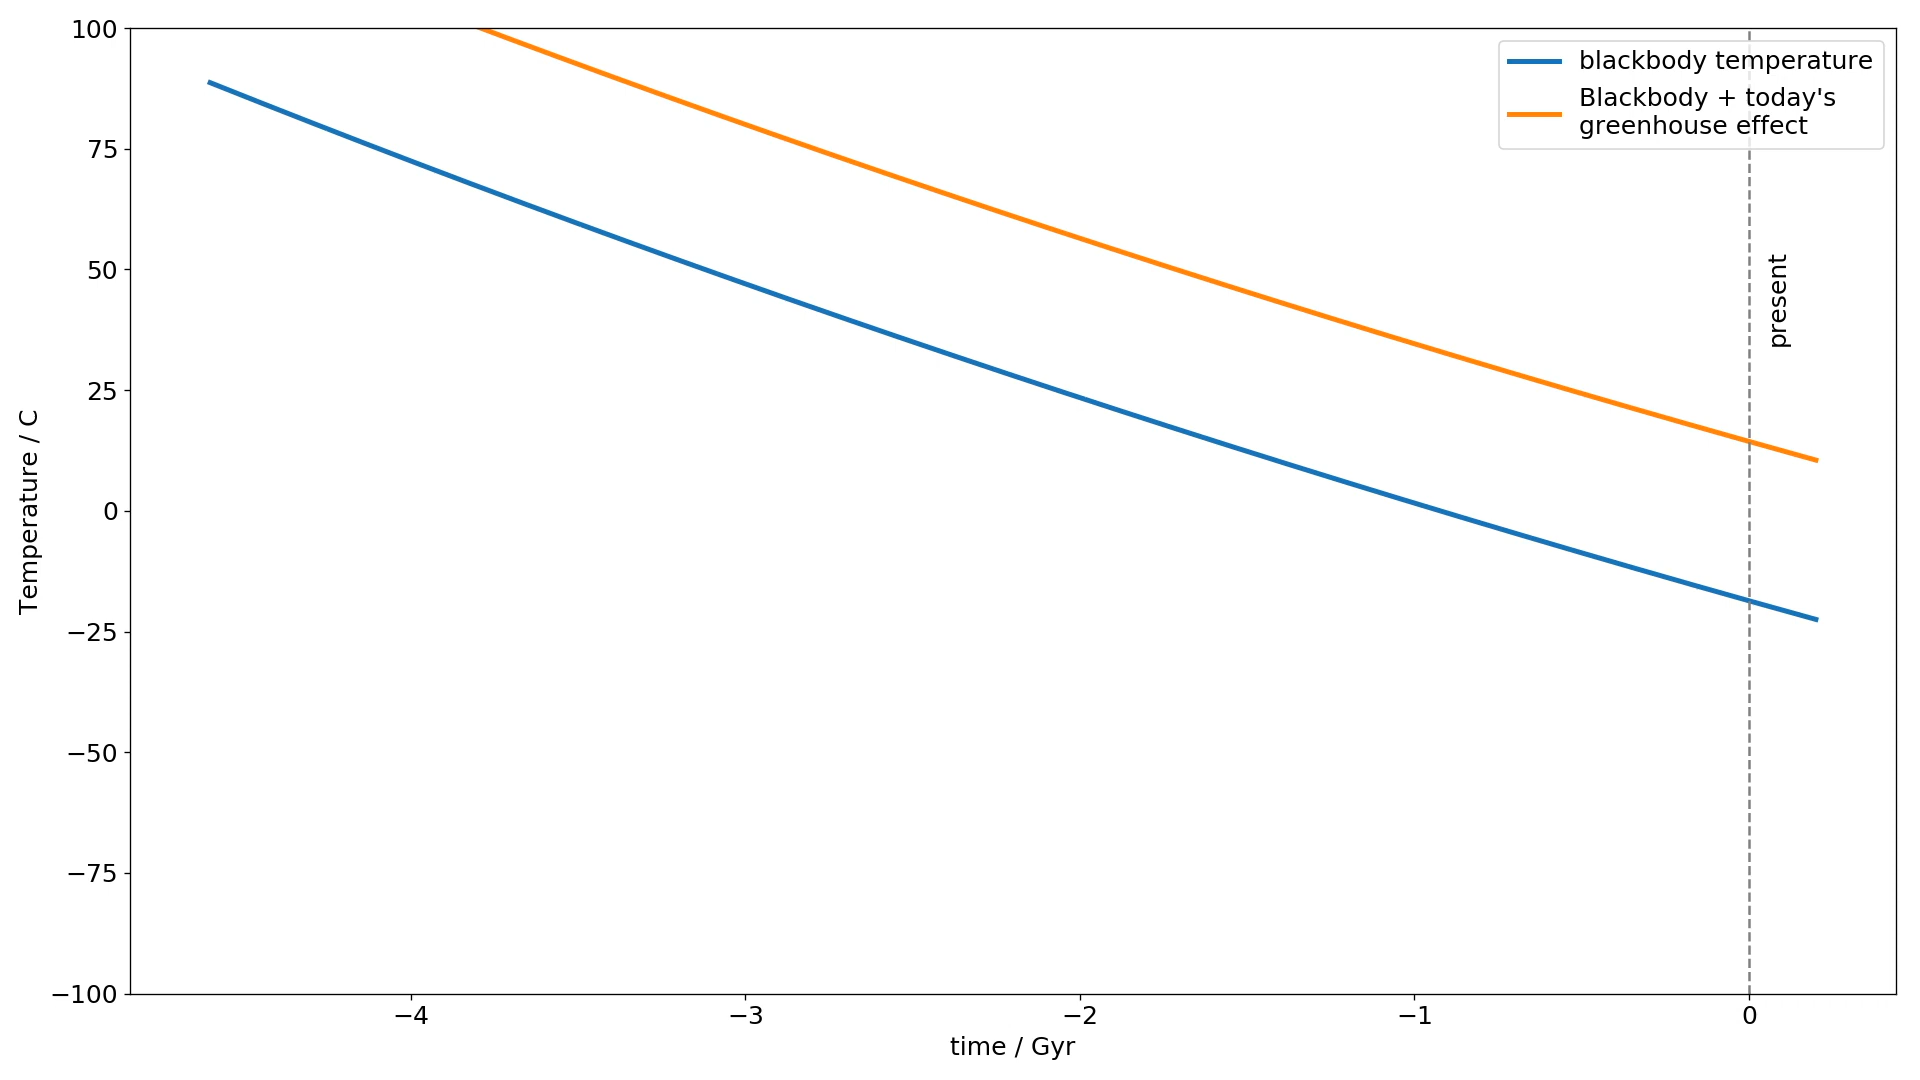 blackbody temperature
Blackbody + today's
greenhouse effect
present
100
75
50
25
0
−25
−50
−75
−100
Temperature / C
−4
−3
−2
−1
0
time / Gyr